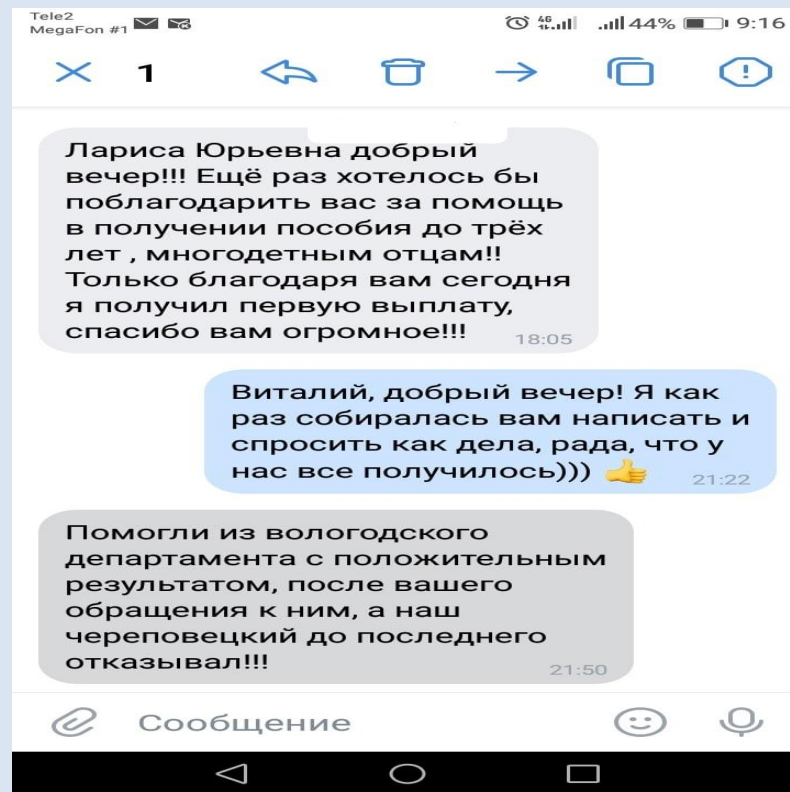 Tele2
MegaFon #1
4G 44% 9:16
1
Лариса Юрьевна добрый
вечер!!! Ещё раз хотелось бы
поблагодарить вас за помощь
в получении пособия до трёх
лет , многодетным отцам!!
Только благодаря вам сегодня
я получил первую выплату,
спасибо вам огромное!!!
18:05
Виталий, добрый вечер! Я как
раз собиралась вам написать и
спросить как дела, рада, что у
нас все получилось)))
21:22
Помогли из вологодского
департамента с положительным
результатом, после вашего
обращения к ним, а наш
череповецкий до последнего
отказывал!!!
21:50
Сообщение